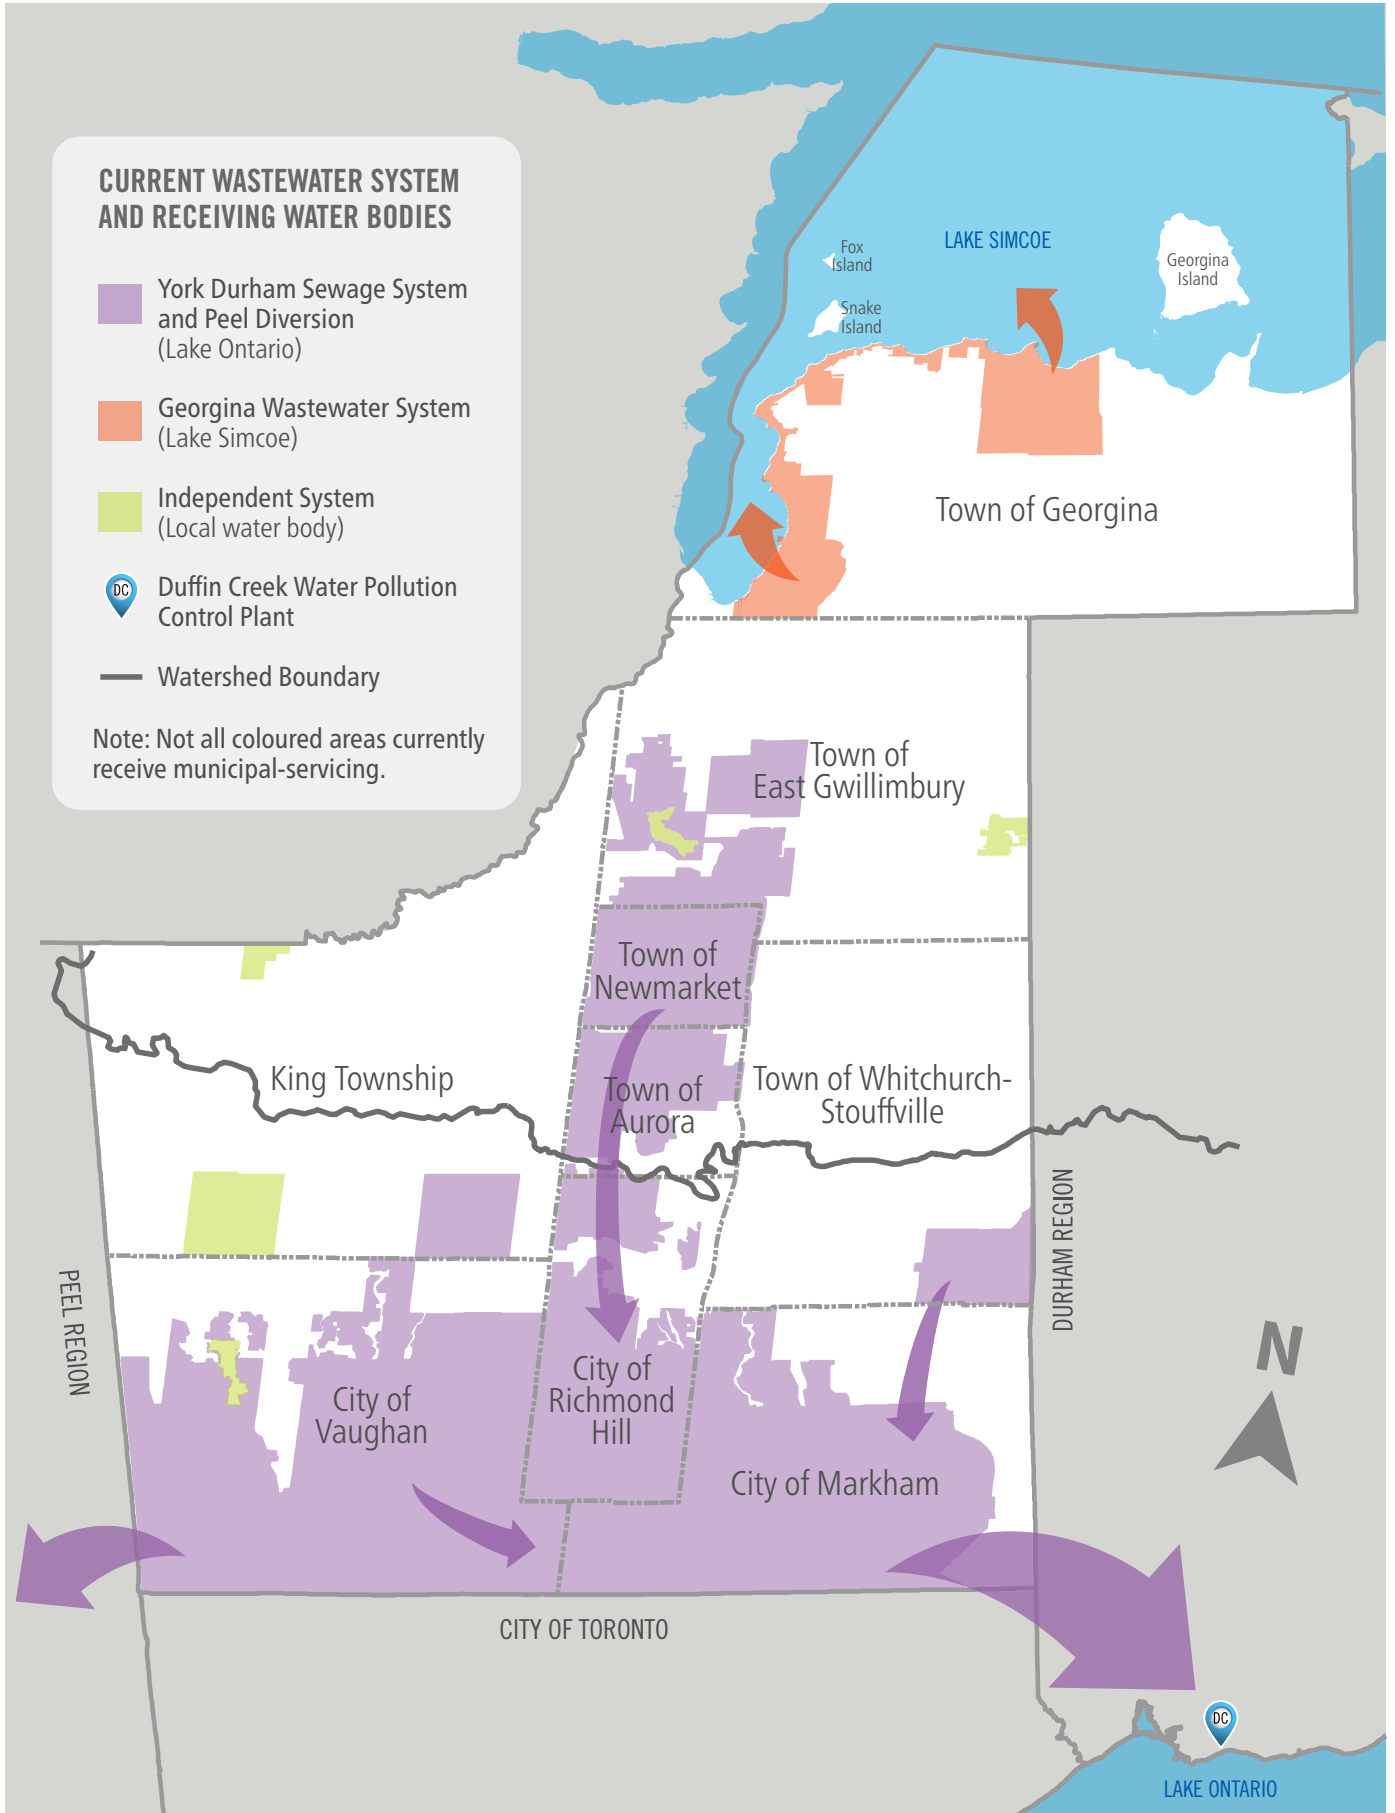 CURRENT WASTEWATER SYSTEM
AND RECEIVING WATER BODIES
York Durham Sewage System
and Peel Diversion
(Lake Ontario)
Georgina Wastewater System
(Lake Simcoe)
Independent System
(Local water body)
DC
Duffin Creek Water Pollution
Control Plant
Watershed Boundary
Note: Not all coloured areas currently
receive municipal-servicing.
LAKE SIMCOE
Fox
Island
Georgina
Island
Snake
Island
Town of Georgina
Town of
East Gwillimbury
Town of
Newmarket
King Township
Town of
Aurora
Town of Whitchurch-
Stouffville
PEEL REGION
DURHAM REGION
City of
Vaughan
City of
Richmond
Hill
City of Markham
N
CITY OF TORONTO
DC
LAKE ONTARIO